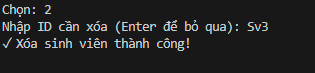 Chọn: 2
Nhập ID cần xóa (Enter để bỏ qua): Sv3
✓ Xóa sinh viên thành công!